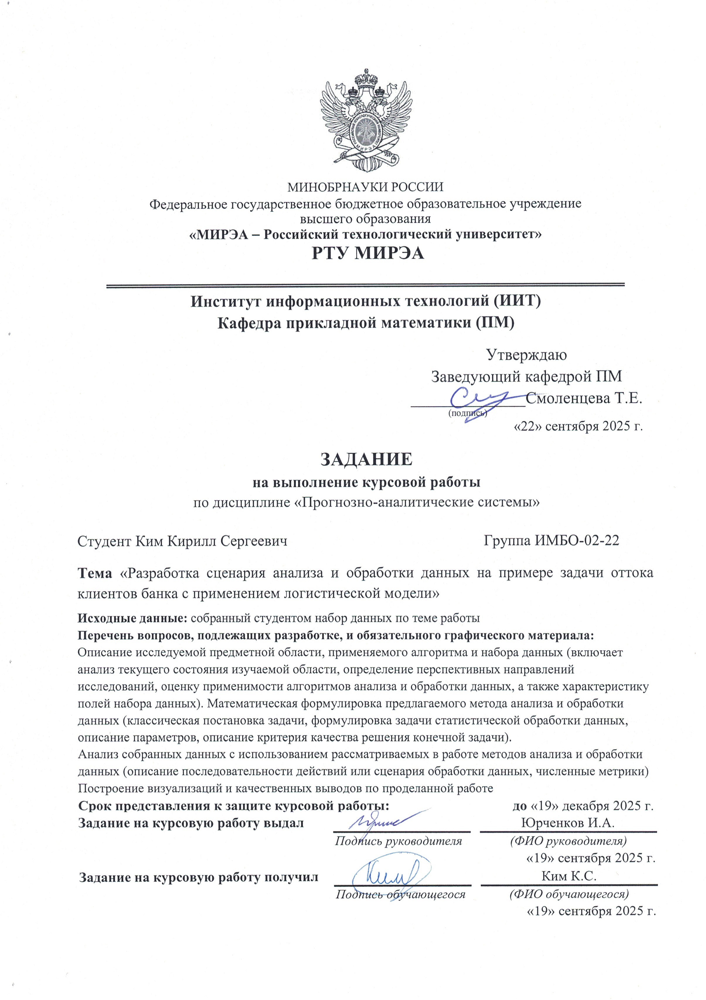 РОССИЙСКИЙ ТЕХНОЛОГИЧЕСКИЙ УНИВЕРСИТЕТ
МИРЭА
МИНОБРНАУКИ РОССИИ
Федеральное государственное бюджетное образовательное учреждение
высшего образования
«МИРЭА – Российский технологический университет»
РТУ МИРЭА
Институт информационных технологий (ИИТ)
Кафедра прикладной математики (ПМ)
Утверждаю
Заведующий кафедрой ПМ
Смоленцева Т.Е.
(подпись)
«22» сентября 2025 г.
ЗАДАНИЕ
на выполнение курсовой работы
по дисциплине «Прогнозно-аналитические системы»
Студент Ким Кирилл Сергеевич Группа ИМБО-02-22
Тема «Разработка сценария анализа и обработки данных на примере задачи оттока
клиентов банка с применением логистической модели»
Исходные данные: собранный студентом набор данных по теме работы
Перечень вопросов, подлежащих разработке, и обязательного графического материала:
Описание исследуемой предметной области, применяемого алгоритма и набора данных (включает
анализ текущего состояния изучаемой области, определение перспективных направлений
исследований, оценку применимости алгоритмов анализа и обработки данных, а также характеристику
полей набора данных). Математическая формулировка предлагаемого метода анализа и обработки
данных (классическая постановка задачи, формулировка задачи статистической обработки данных,
описание параметров, описание критерия качества решения конечной задачи).
Анализ собранных данных с использованием рассматриваемых в работе методов анализа и обработки
данных (описание последовательности действий или сценария обработки данных, численные метрики)
Построение визуализаций и качественных выводов по проделанной работе
Срок представления к защите курсовой работы: до «19» декабря 2025 г.
Задание на курсовую работу выдал Юрченков И.А.
Подпись руководителя (ФИО руководителя)
«19» сентября 2025 г.
Задание на курсовую работу получил Ким Ким К.С.
Подпись обучающегося (ФИО обучающегося)
«19» сентября 2025 г.